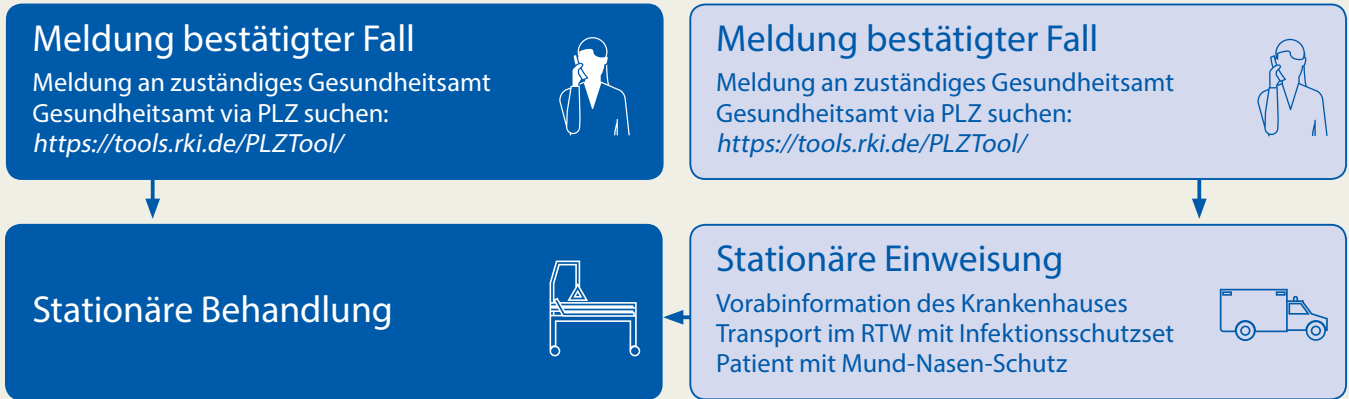 Meldung bestätigter Fall
Meldung an zuständiges Gesundheitsamt
Gesundheitsamt via PLZ suchen:
https://tools.rki.de/PLZTool/
Meldung bestätigter Fall
Meldung an zuständiges Gesundheitsamt
Gesundheitsamt via PLZ suchen:
https://tools.rki.de/PLZTool/
Stationäre Behandlung
Stationäre Einweisung
Vorabinformation des Krankenhauses
Transport im RTW mit Infektionsschutzset
Patient mit Mund-Nasen-Schutz